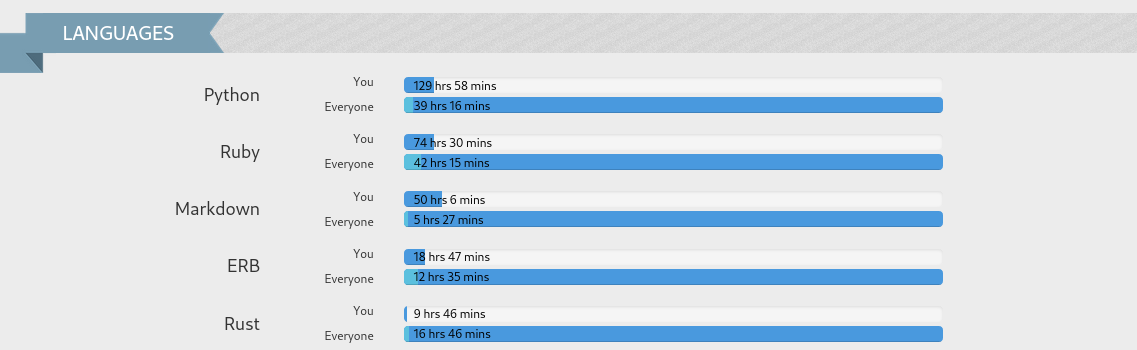 LANGUAGES
Python
You
129 hrs 58 mins
Everyone
39 hrs 16 mins
Ruby
You
74 hrs 30 mins
Everyone
42 hrs 15 mins
Markdown
You
50 hrs 6 mins
Everyone
5 hrs 27 mins
ERB
You
18 hrs 47 mins
Everyone
12 hrs 35 mins
Rust
You
9 hrs 46 mins
Everyone
16 hrs 46 mins